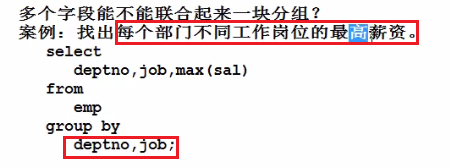 多个字段能不能联合起来一块分组？
案例：找出每个部门不同工作岗位的最高薪资。
select
deptno,job,max(sal)
from
emp
group by
deptno,job;